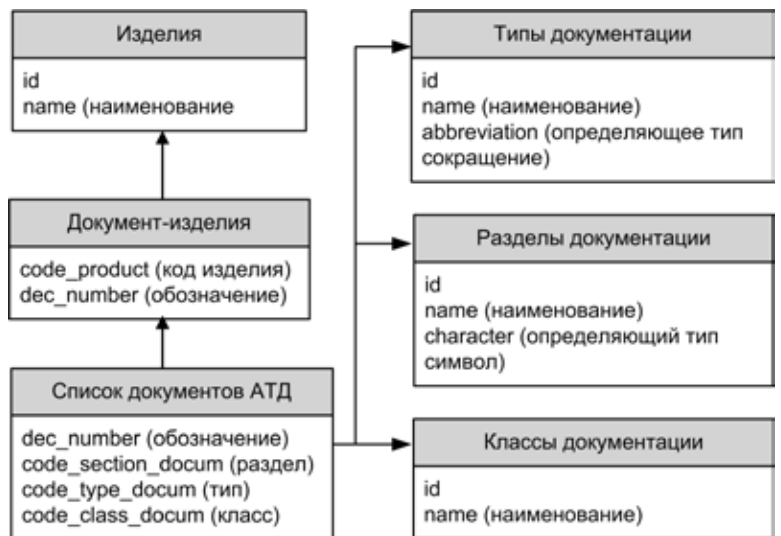 Изделия
id
name (наименование
Документ-изделия
code_product (код изделия)
dec_number (обозначение)
Список документов АТД
dec_number (обозначение)
code_section_docum (раздел)
code_type_docum (тип)
code_class_docum (класс)
Типы документации
id
name (наименование)
abbreviation (определяющее тип
сокращение)
Разделы документации
id
name (наименование)
character (определяющий тип
символ)
Классы документации
id
name (наименование)